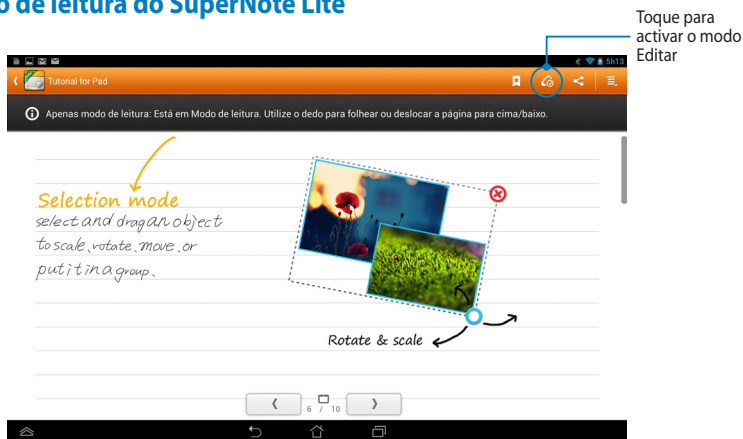 o de leitura do SuperNote Lite
Toque para
activar o modo
Editar
5h13
Tutorial for Pad
Apenas modo de leitura: Está em Modo de leitura. Utilize o dedo para folhear ou deslocar a página para cima/baixo.
Selection mode
select and drag an object
to scale, rotate, move, or
put it in a group.
Rotate & scale
6 / 10